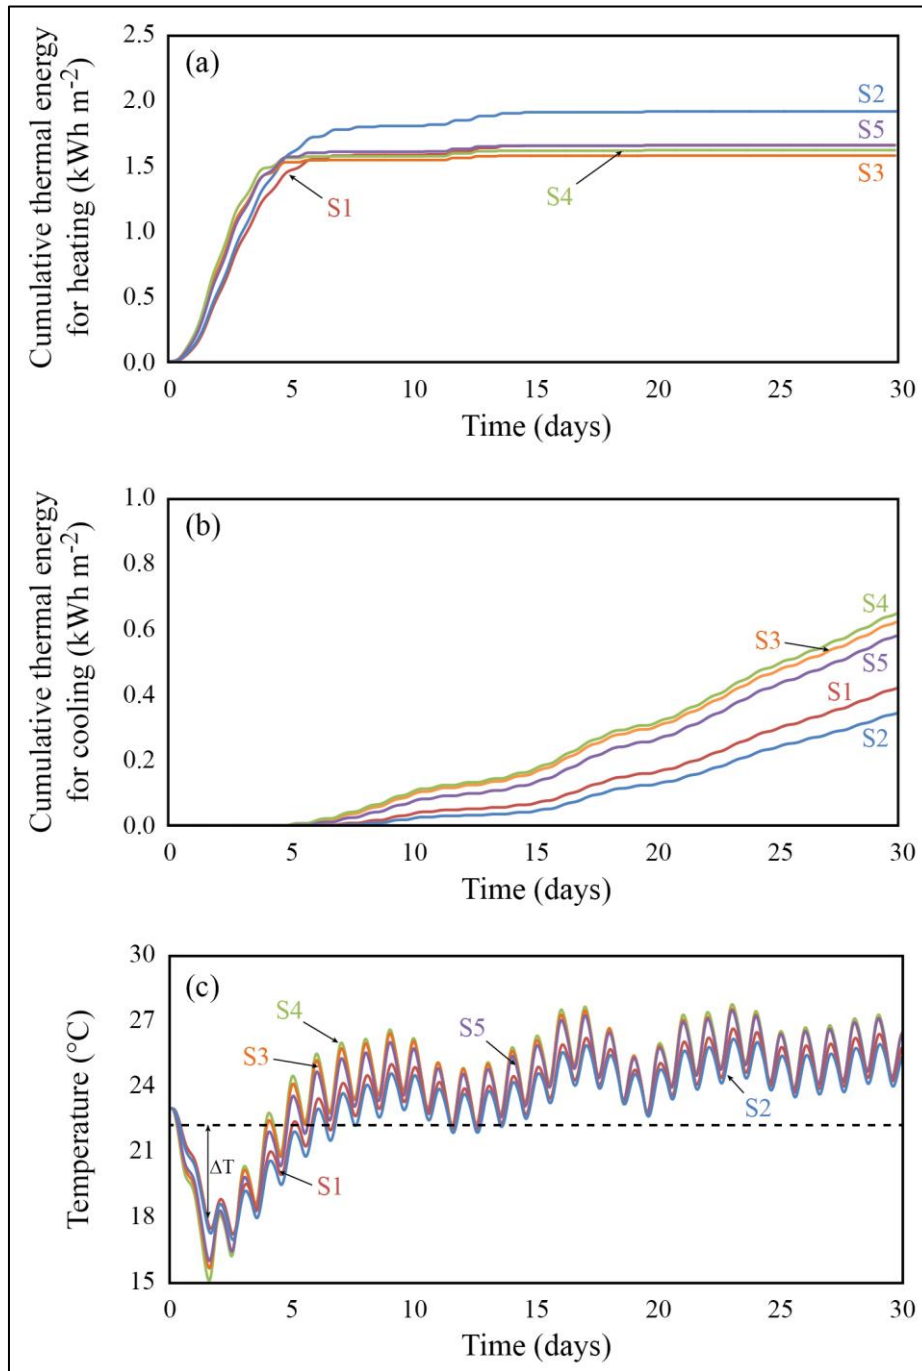 (a)
Cumulative thermal energy
for heating (kWh m-2)
2.5
2.0
1.5
1.0
0.5
0.0
S2
S5
S1
S4
S3
0 5 10 15 20 25 30
Time (days)
(b)
Cumulative thermal energy
for cooling (kWh m-2)
1.0
0.8
0.6
0.4
0.2
0.0
S4
S3
S5
S1
S2
0 5 10 15 20 25 30
Time (days)
(c)
Temperature (°C)
30
27
24
21
18
15
S4
S3
S5
S2
ΔT
S1
0 5 10 15 20 25 30
Time (days)